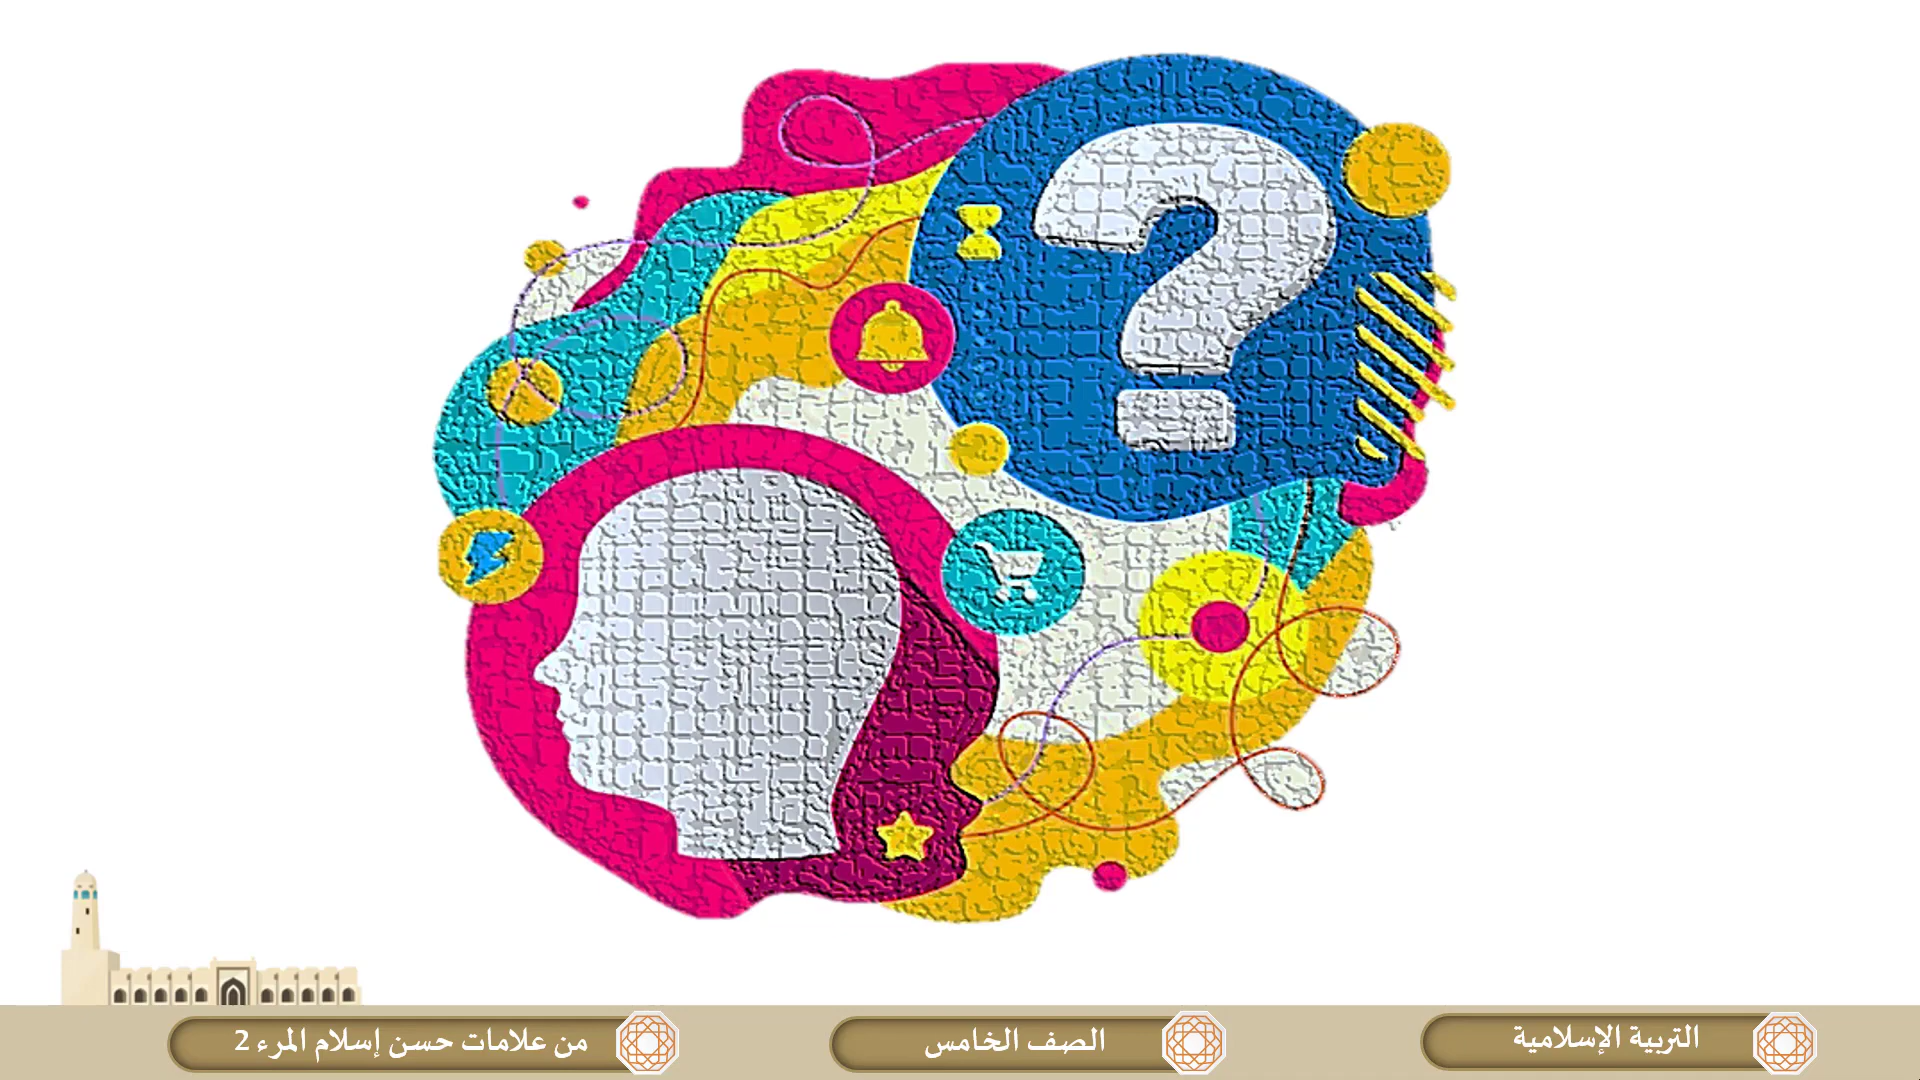 التربية الإسلامية
الصف الخامس
من علامات حسن إسلام المرء 2